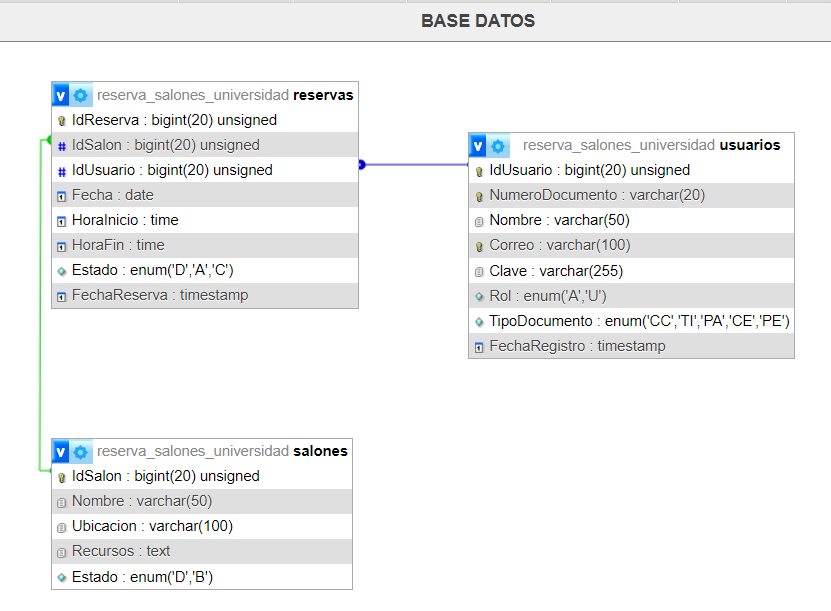 BASE DATOS
v reserva_salones_universidad reservas
IdReserva : bigint(20) unsigned
# IdSalon : bigint(20) unsigned
# IdUsuario : bigint(20) unsigned
Fecha : date
HoraInicio : time
HoraFin : time
Estado : enum('D','A','C')
FechaReserva : timestamp
v reserva_salones_universidad usuarios
IdUsuario : bigint(20) unsigned
NumeroDocumento : varchar(20)
Nombre : varchar(50)
Correo : varchar(100)
Clave : varchar(255)
Rol : enum('A','U')
TipoDocumento : enum('CC','TI','PA','CE','PE')
FechaRegistro : timestamp
v reserva_salones_universidad salones
IdSalon : bigint(20) unsigned
Nombre : varchar(50)
Ubicacion : varchar(100)
Recursos : text
Estado : enum('D','B')